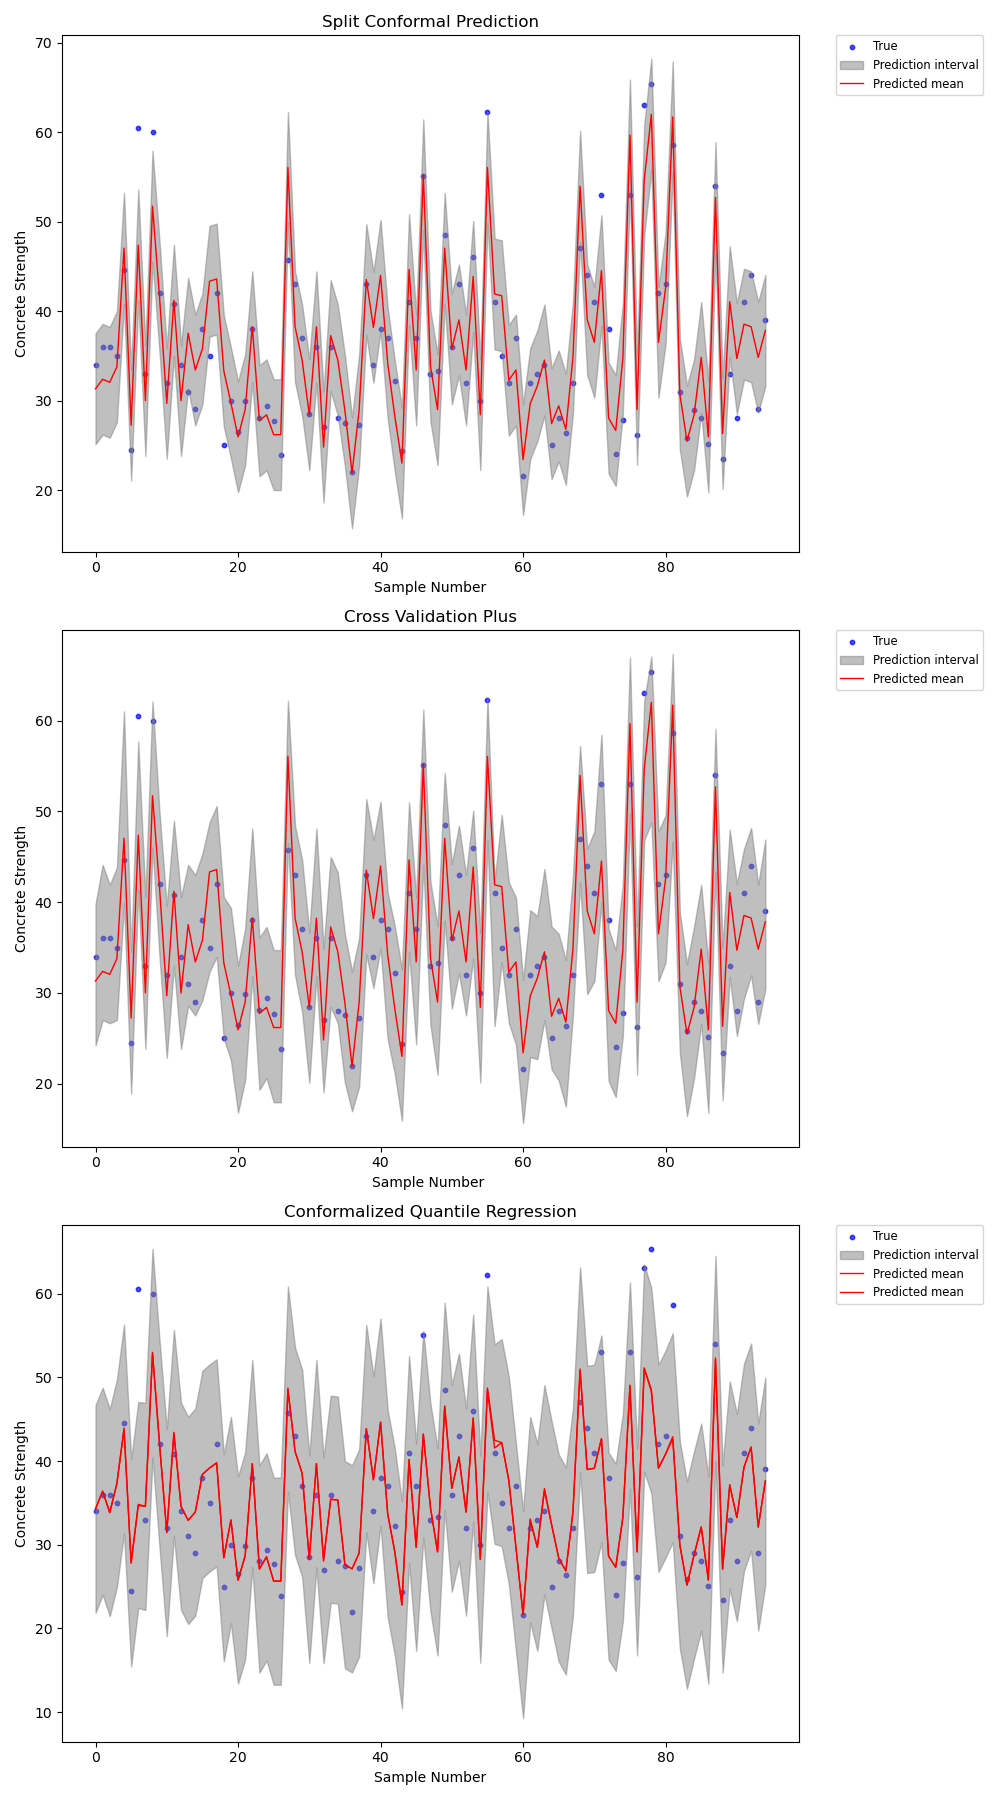 Split Conformal Prediction
Concrete Strength
70
60
50
40
30
20
0 20 40 60 80
Sample Number
True
Prediction interval
Predicted mean
Cross Validation Plus
Concrete Strength
60
50
40
30
20
0 20 40 60 80
Sample Number
True
Prediction interval
Predicted mean
Conformalized Quantile Regression
Concrete Strength
60
50
40
30
20
10
0 20 40 60 80
Sample Number
True
Prediction interval
Predicted mean
Predicted mean